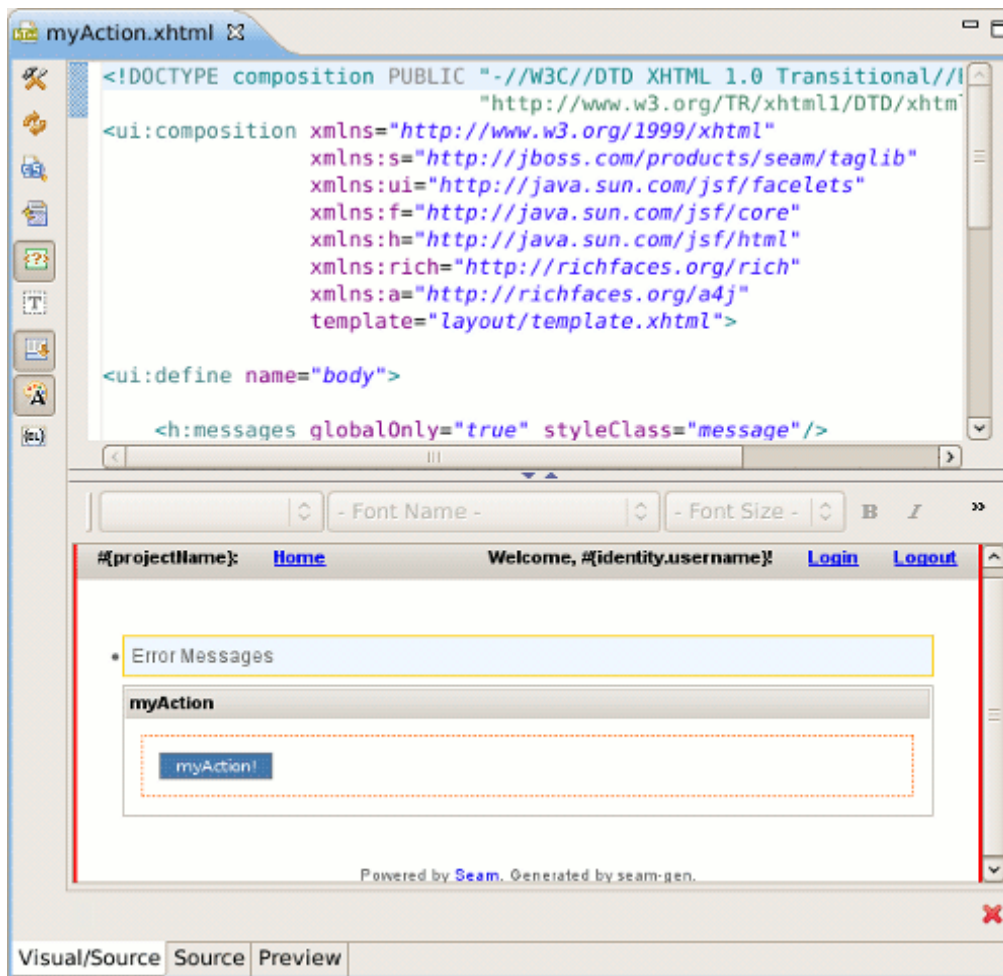 myAction.xhtml
<!DOCTYPE composition PUBLIC "-//W3C//DTD XHTML 1.0 Transitional//
"http://www.w3.org/TR/xhtml1/DTD/xhtm
<ui:composition xmlns="http://www.w3.org/1999/xhtml"
xmlns:s="http://jboss.com/products/seam/taglib"
xmlns:ui="http://java.sun.com/jsf/facelets"
xmlns:f="http://java.sun.com/jsf/core"
xmlns:h="http://java.sun.com/jsf/html"
xmlns:rich="http://richfaces.org/rich"
xmlns:a="http://richfaces.org/a4j"
template="layout/template.xhtml">
<ui:define name="body">
<h:messages globalOnly="true" styleClass="message"/>
- Font Name - - Font Size - B I »
#{projectName}: Home Welcome, #{identity.username}! Login Logout
• Error Messages
myAction
myAction!
Powered by Seam. Generated by seam-gen.
Visual/Source Source Preview